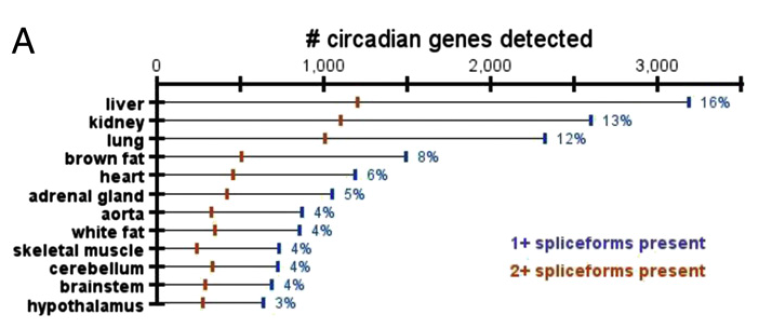 A
# circadian genes detected
0 1,000 2,000 3,000
liver 16%
kidney 13%
lung 12%
brown fat 8%
heart 6%
adrenal gland 5%
aorta 4%
white fat 4%
skeletal muscle 4%
cerebellum 4%
brainstem 4%
hypothalamus 3%
1+ spliceforms present
2+ spliceforms present